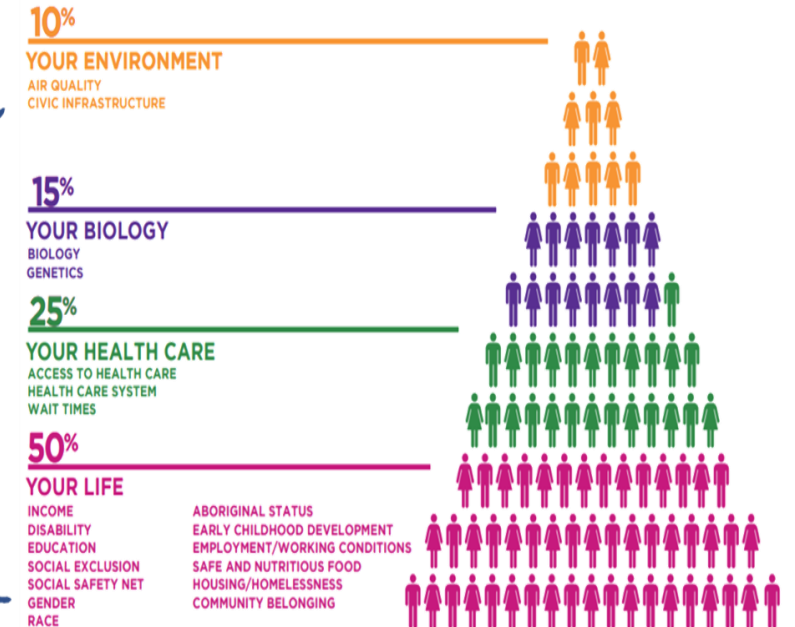 10%
YOUR ENVIRONMENT
AIR QUALITY
CIVIC INFRASTRUCTURE
15%
YOUR BIOLOGY
BIOLOGY
GENETICS
25%
YOUR HEALTH CARE
ACCESS TO HEALTH CARE
HEALTH CARE SYSTEM
WAIT TIMES
50%
YOUR LIFE
INCOME
DISABILITY
EDUCATION
SOCIAL EXCLUSION
SOCIAL SAFETY NET
GENDER
RACE
ABORIGINAL STATUS
EARLY CHILDHOOD DEVELOPMENT
EMPLOYMENT/WORKING CONDITIONS
SAFE AND NUTRITIOUS FOOD
HOUSING/HOMELESSNESS
COMMUNITY BELONGING